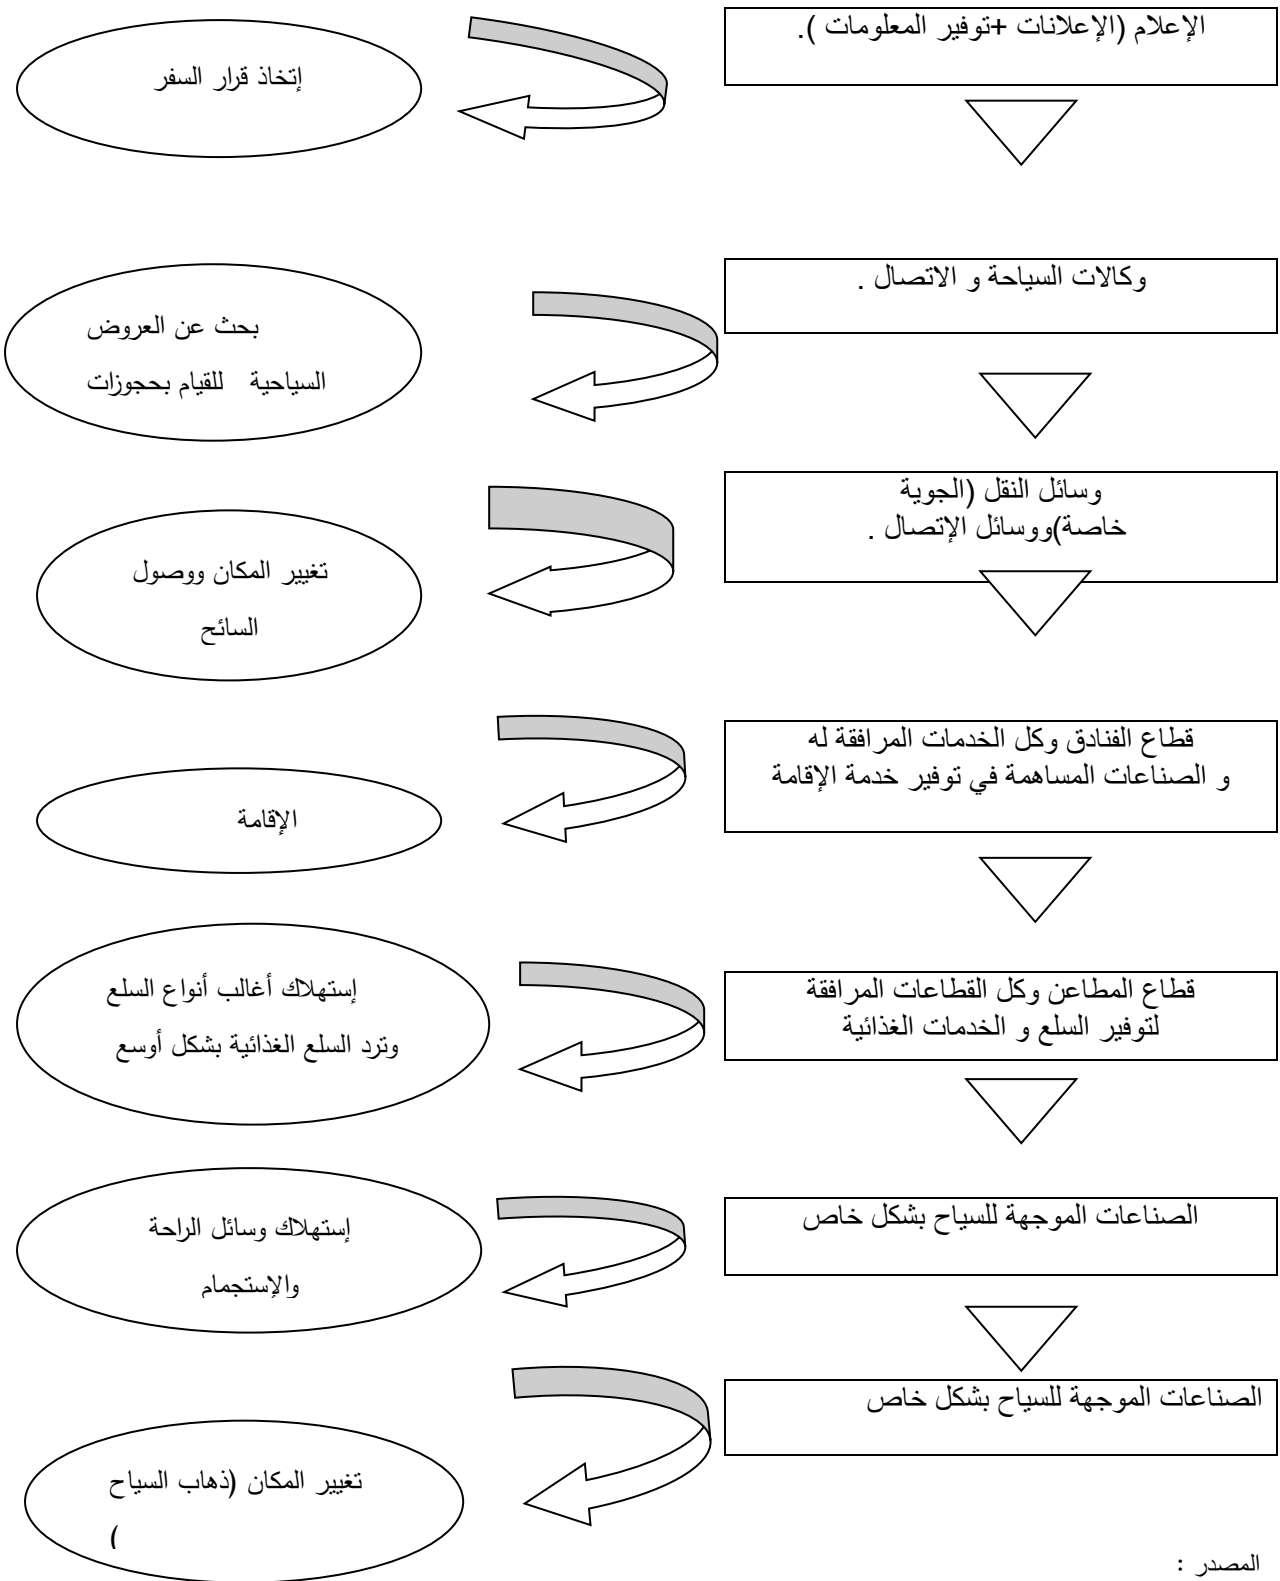 الإعلام (الإعلانات +توفير المعلومات ).
إتخاذ قرار السفر
وكالات السياحة و الاتصال .
بحث عن العروض
السياحية للقيام بحجوزات
وسائل النقل (الجوية
خاصة)ووسائل الإتصال .
تغيير المكان ووصول
السائح
قطاع الفنادق وكل الخدمات المرافقة له
و الصناعات المساهمة في توفير خدمة الإقامة
الإقامة
قطاع المطاعن وكل القطاعات المرافقة
لتوفير السلع و الخدمات الغذائية
إستهلاك أغالب أنواع السلع
وترد السلع الغذائية بشكل أوسع
الصناعات الموجهة للسياح بشكل خاص
إستهلاك وسائل الراحة
والإستجمام
الصناعات الموجهة للسياح بشكل خاص
تغيير المكان (ذهاب السياح
)
المصدر :